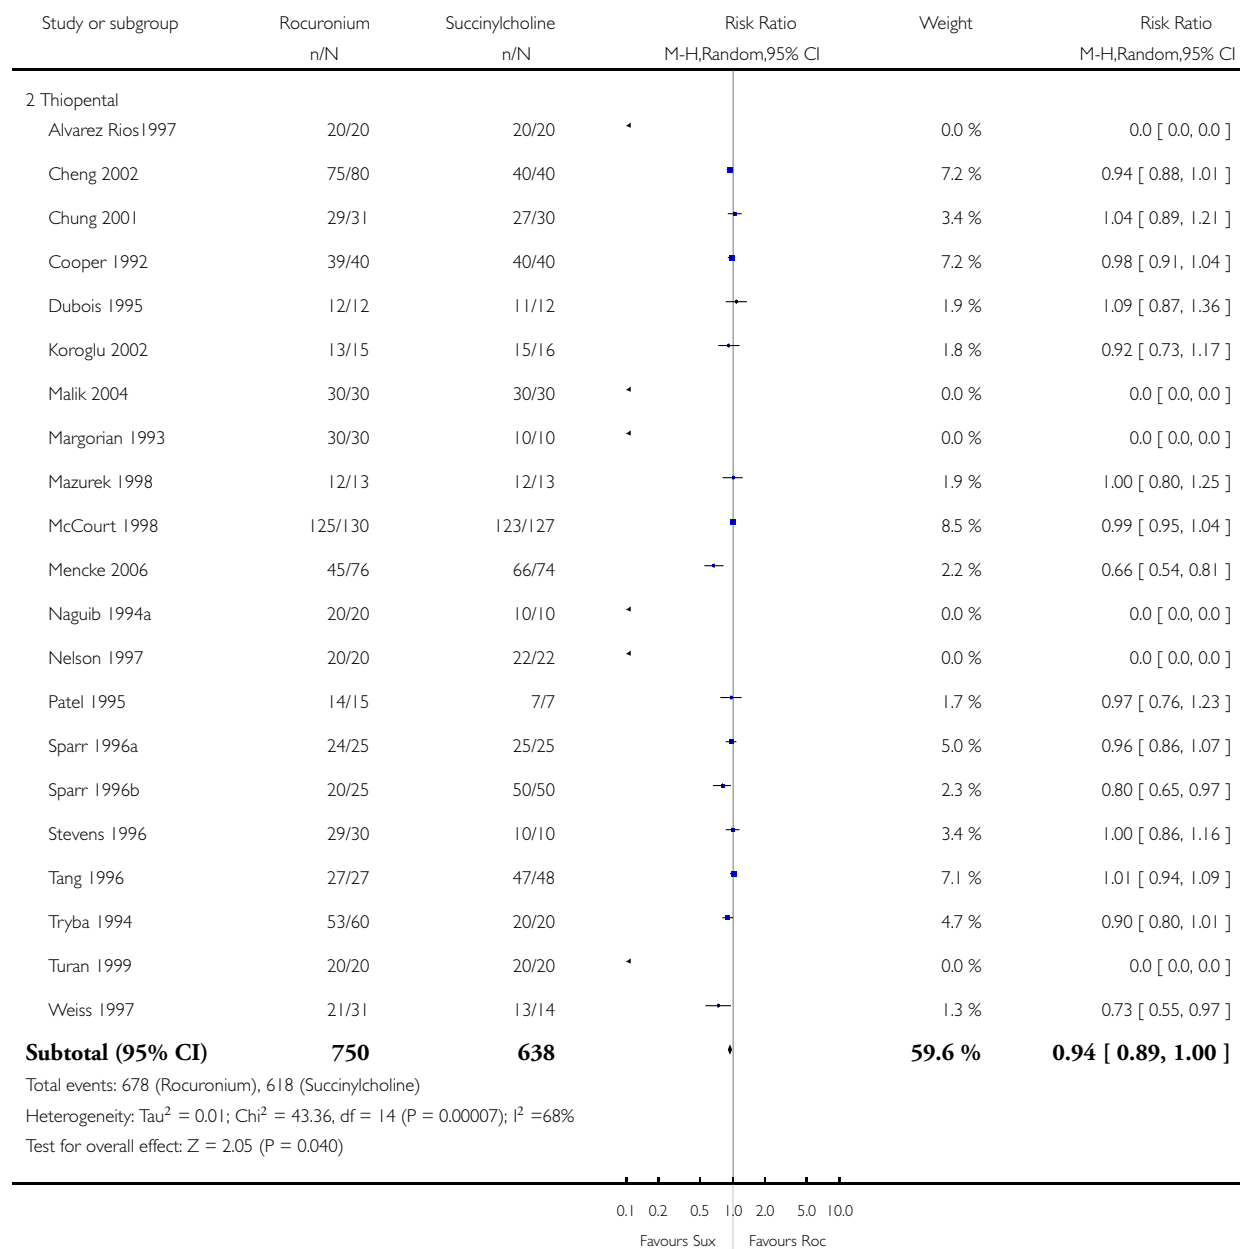 Study or subgroup Rocuronium Succinylcholine Risk Ratio Weight Risk Ratio
n/N n/N M-H,Random,95% CI M-H,Random,95% CI
2 Thiopental
Alvarez Rios1997 20/20 20/20 0.0 % 0.0 [ 0.0, 0.0 ]
Cheng 2002 75/80 40/40 7.2 % 0.94 [ 0.88, 1.01 ]
Chung 2001 29/31 27/30 3.4 % 1.04 [ 0.89, 1.21 ]
Cooper 1992 39/40 40/40 7.2 % 0.98 [ 0.91, 1.04 ]
Dubois 1995 12/12 11/12 1.9 % 1.09 [ 0.87, 1.36 ]
Koroglu 2002 13/15 15/16 1.8 % 0.92 [ 0.73, 1.17 ]
Malik 2004 30/30 30/30 0.0 % 0.0 [ 0.0, 0.0 ]
Margorian 1993 30/30 10/10 0.0 % 0.0 [ 0.0, 0.0 ]
Mazurek 1998 12/13 12/13 1.9 % 1.00 [ 0.80, 1.25 ]
McCourt 1998 125/130 123/127 8.5 % 0.99 [ 0.95, 1.04 ]
Mencke 2006 45/76 66/74 2.2 % 0.66 [ 0.54, 0.81 ]
Naguib 1994a 20/20 10/10 0.0 % 0.0 [ 0.0, 0.0 ]
Nelson 1997 20/20 22/22 0.0 % 0.0 [ 0.0, 0.0 ]
Patel 1995 14/15 7/7 1.7 % 0.97 [ 0.76, 1.23 ]
Sparr 1996a 24/25 25/25 5.0 % 0.96 [ 0.86, 1.07 ]
Sparr 1996b 20/25 50/50 2.3 % 0.80 [ 0.65, 0.97 ]
Stevens 1996 29/30 10/10 3.4 % 1.00 [ 0.86, 1.16 ]
Tang 1996 27/27 47/48 7.1 % 1.01 [ 0.94, 1.09 ]
Tryba 1994 53/60 20/20 4.7 % 0.90 [ 0.80, 1.01 ]
Turan 1999 20/20 20/20 0.0 % 0.0 [ 0.0, 0.0 ]
Weiss 1997 21/31 13/14 1.3 % 0.73 [ 0.55, 0.97 ]
Subtotal (95% CI) 750 638 59.6 % 0.94 [ 0.89, 1.00 ]
Total events: 678 (Rocuronium), 618 (Succinylcholine)
Heterogeneity: Tau² = 0.01; Chi² = 43.36, df = 14 (P = 0.00007); I² =68%
Test for overall effect: Z = 2.05 (P = 0.040)
0.1 0.2 0.5 1.0 2.0 5.0 10.0
Favours Sux Favours Roc